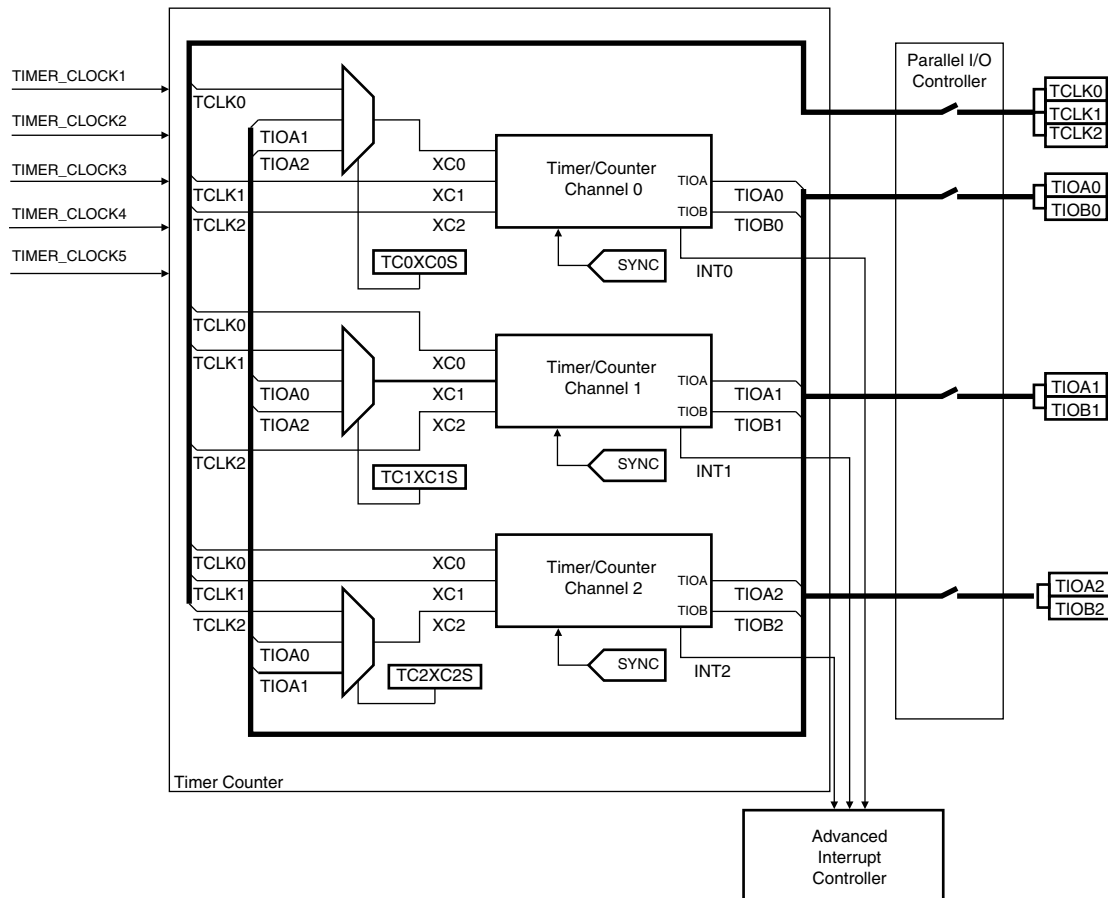 TIMER_CLOCK1
TIMER_CLOCK2
TIMER_CLOCK3
TIMER_CLOCK4
TIMER_CLOCK5
TCLK0
TIOA1
TIOA2
TCLK1
TCLK2
XC0
XC1
XC2
TC0XC0S
Timer/Counter
Channel 0
TIOA
TIOB
TIOA0
TIOB0
SYNC
INT0
TCLK0
TCLK1
TIOA0
TIOA2
TCLK2
XC0
XC1
XC2
TC1XC1S
Timer/Counter
Channel 1
TIOA
TIOB
TIOA1
TIOB1
SYNC
INT1
TCLK0
TCLK1
TCLK2
TIOA0
TIOA1
XC0
XC1
XC2
TC2XC2S
Timer/Counter
Channel 2
TIOA
TIOB
TIOA2
TIOB2
SYNC
INT2
Timer Counter
Parallel I/O
Controller
TCLK0
TCLK1
TCLK2
TIOA0
TIOB0
TIOA1
TIOB1
TIOA2
TIOB2
Advanced
Interrupt
Controller